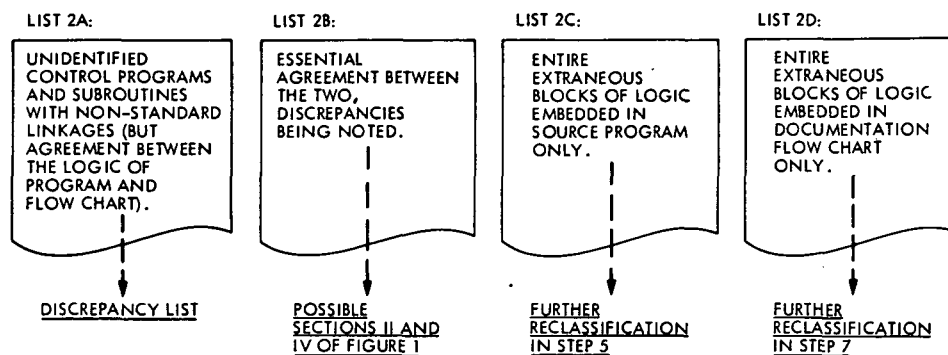 LIST 2A:
UNIDENTIFIED
CONTROL PROGRAMS
AND SUBROUTINES
WITH NON-STANDARD
LINKAGES (BUT
AGREEMENT BETWEEN
THE LOGIC OF
PROGRAM AND
FLOW CHART).
DISCREPANCY LIST
LIST 2B:
ESSENTIAL
AGREEMENT BETWEEN
THE TWO,
DISCREPANCIES
BEING NOTED.
POSSIBLE
SECTIONS II AND
IV OF FIGURE 1
LIST 2C:
ENTIRE
EXTRANEOUS
BLOCKS OF LOGIC
EMBEDDED IN
SOURCE PROGRAM
ONLY.
FURTHER
RECLASSIFICATION
IN STEP 5
LIST 2D:
ENTIRE
EXTRANEOUS
BLOCKS OF LOGIC
EMBEDDED IN
DOCUMENTATION
FLOW CHART
ONLY.
FURTHER
RECLASSIFICATION
IN STEP 7